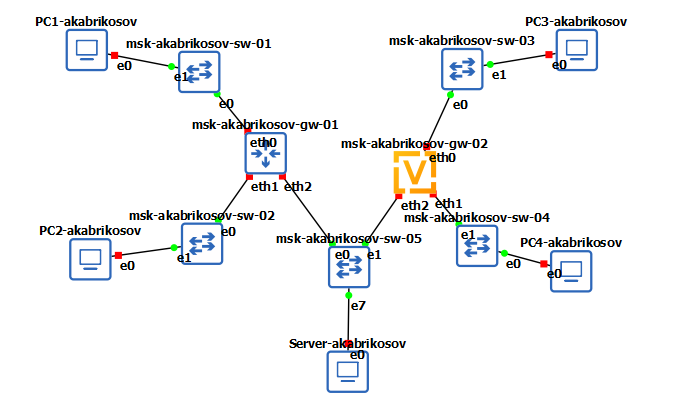 PC1-akabrikosov
e0
e1
msk-akabrikosov-sw-01
e0
msk-akabrikosov-gw-01
eth0
eth1
eth2
msk-akabrikosov-sw-02
e0
e1
PC2-akabrikosov
e0
msk-akabrikosov-sw-05
e0
e1
e7
Server-akabrikosov
e0
msk-akabrikosov-sw-03
e1
e0
PC3-akabrikosov
e0
msk-akabrikosov-gw-02
eth0
V
eth2
eth1
msk-akabrikosov-sw-04
e1
e0
PC4-akabrikosov
e0